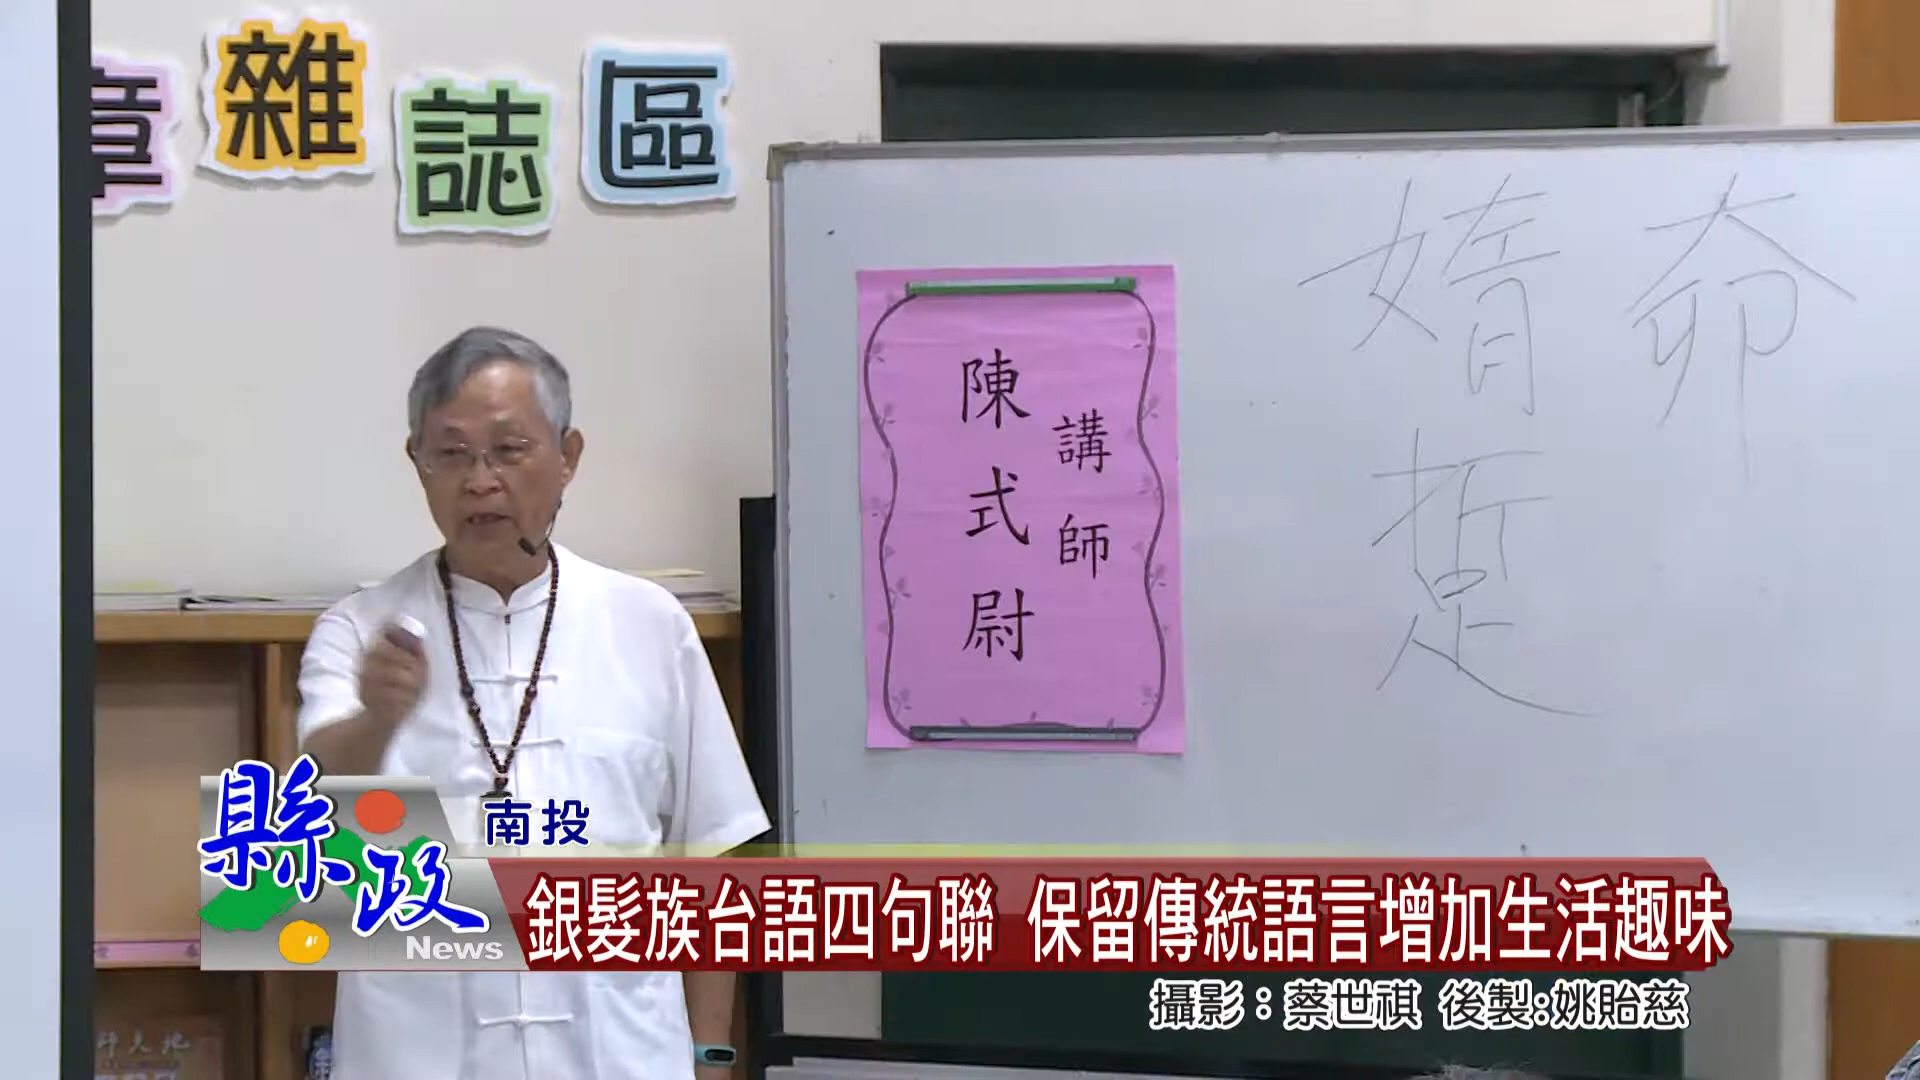 章雜誌區
講師
陳式尉
奅
婧
踅
縣政
News
南投
銀髮族台語四句聯 保留傳統語言增加生活趣味
攝影：蔡世祺 後製:姚貽慈